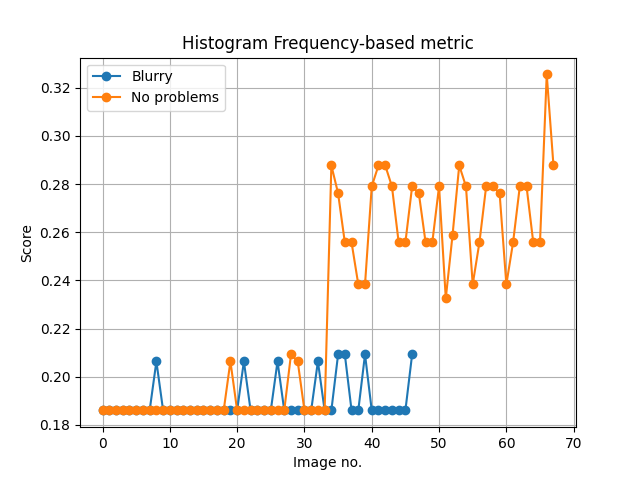 Histogram Frequency-based metric
Blurry
No problems
0.32
0.30
0.28
0.26
0.24
0.22
0.20
0.18
Score
0 10 20 30 40 50 60 70
Image no.